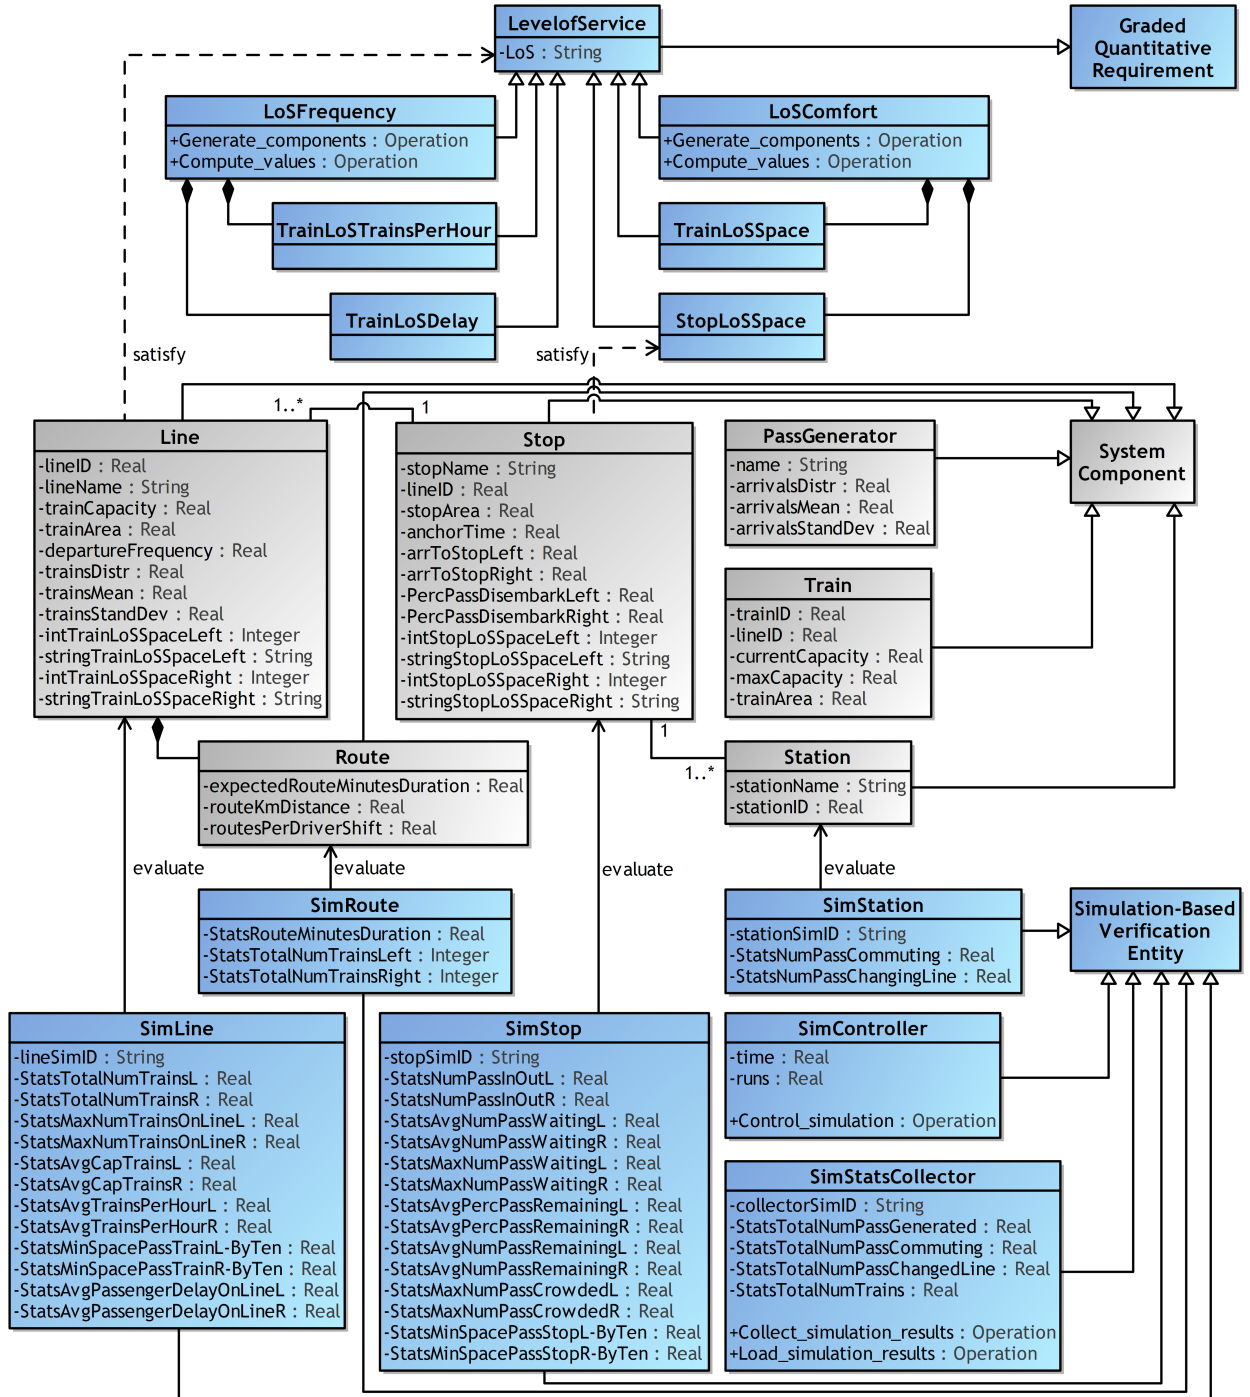 LevelofService
-LoS : String
Graded
Quantitative
Requirement
LoSFrequency
+Generate_components : Operation
+Compute_values : Operation
LoSComfort
+Generate_components : Operation
+Compute_values : Operation
TrainLoSTrainsPerHour
TrainLoSSpace
TrainLoSDelay
StopLoSSpace
satisfy
satisfy
1..*
1
Line
-lineID : Real
-lineName : String
-trainCapacity : Real
-trainArea : Real
-departureFrequency : Real
-trainsDistr : Real
-trainsMean : Real
-trainsStandDev : Real
-intTrainLoSSpaceLeft : Integer
-stringTrainLoSSpaceLeft : String
-intTrainLoSSpaceRight : Integer
-stringTrainLoSSpaceRight : String
Stop
-stopName : String
-lineID : Real
-stopArea : Real
-anchorTime : Real
-arrToStopLeft : Real
-arrToStopRight : Real
-PercPassDisembarkLeft : Real
-PercPassDisembarkRight : Real
-intStopLoSSpaceLeft : Integer
-stringStopLoSSpaceLeft : String
-intStopLoSSpaceRight : Integer
-stringStopLoSSpaceRight : String
PassGenerator
-name : String
-arrivalsDistr : Real
-arrivalsMean : Real
-arrivalsStandDev : Real
System
Component
Train
-trainID : Real
-lineID : Real
-currentCapacity : Real
-maxCapacity : Real
-trainArea : Real
1
1..*
Route
-expectedRouteMinutesDuration : Real
-routeKmDistance : Real
-routesPerDriverShift : Real
Station
-stationName : String
-stationID : Real
evaluate
evaluate
evaluate
evaluate
SimRoute
-StatsRouteMinutesDuration : Real
-StatsTotalNumTrainsLeft : Integer
-StatsTotalNumTrainsRight : Integer
SimStation
-stationSimID : String
-StatsNumPassCommuting : Real
-StatsNumPassChangingLine : Real
Simulation-Based
Verification
Entity
SimLine
-lineSimID : String
-StatsTotalNumTrainsL : Real
-StatsTotalNumTrainsR : Real
-StatsMaxNumTrainsOnLineL : Real
-StatsMaxNumTrainsOnLineR : Real
-StatsAvgCapTrainsL : Real
-StatsAvgCapTrainsR : Real
-StatsAvgTrainsPerHourL : Real
-StatsAvgTrainsPerHourR : Real
-StatsMinSpacePassTrainL-ByTen : Real
-StatsMinSpacePassTrainR-ByTen : Real
-StatsAvgPassengerDelayOnLineL : Real
-StatsAvgPassengerDelayOnLineR : Real
SimStop
-stopSimID : String
-StatsNumPassInOutL : Real
-StatsNumPassInOutR : Real
-StatsAvgNumPassWaitingL : Real
-StatsAvgNumPassWaitingR : Real
-StatsMaxNumPassWaitingL : Real
-StatsMaxNumPassWaitingR : Real
-StatsAvgPercPassRemainingL : Real
-StatsAvgPercPassRemainingR : Real
-StatsAvgNumPassRemainingL : Real
-StatsAvgNumPassRemainingR : Real
-StatsMaxNumPassCrowdedL : Real
-StatsMaxNumPassCrowdedR : Real
-StatsMinSpacePassStopL-ByTen : Real
-StatsMinSpacePassStopR-ByTen : Real
SimController
-time : Real
-runs : Real
+Control_simulation : Operation
SimStatsCollector
-collectorSimID : String
-StatsTotalNumPassGenerated : Real
-StatsTotalNumPassCommuting : Real
-StatsTotalNumPassChangedLine : Real
-StatsTotalNumTrains : Real
+Collect_simulation_results : Operation
+Load_simulation_results : Operation